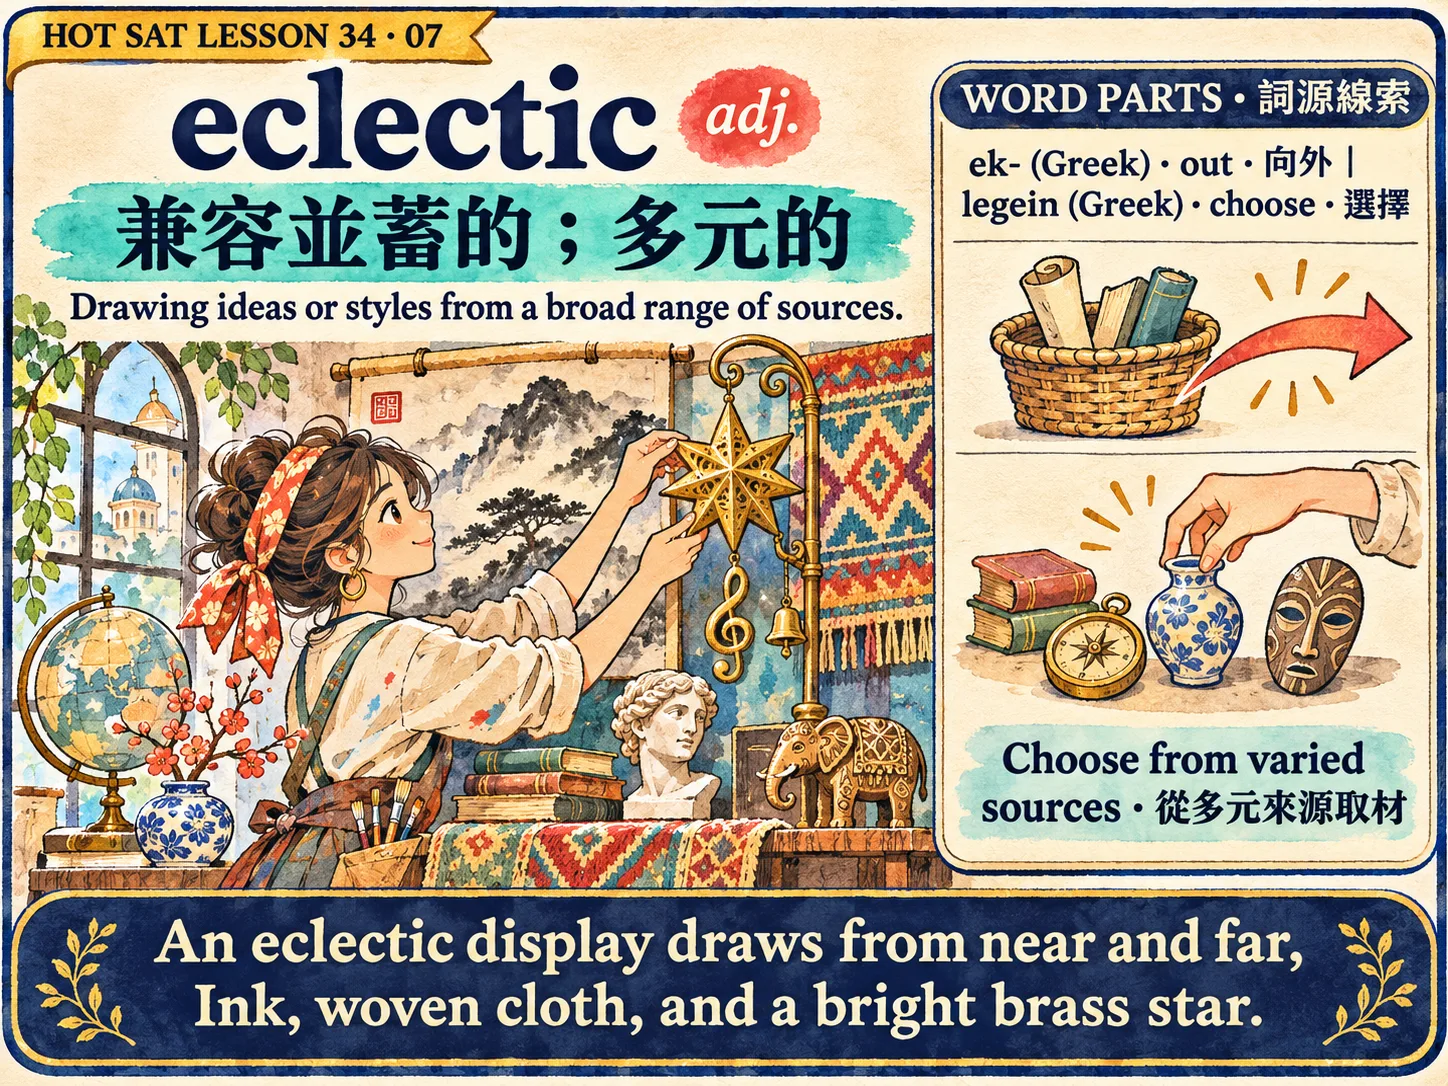 HOT SAT LESSON 34 · 07
eclectic adj.
兼容並蓄的；多元的
Drawing ideas or styles from a broad range of sources.
WORD PARTS · 詞源線索
ek- (Greek) · out · 向外 |
legein (Greek) · choose · 選擇
Choose from varied
sources · 從多元來源取材
An eclectic display draws from near and far,
Ink, woven cloth, and a bright brass star.